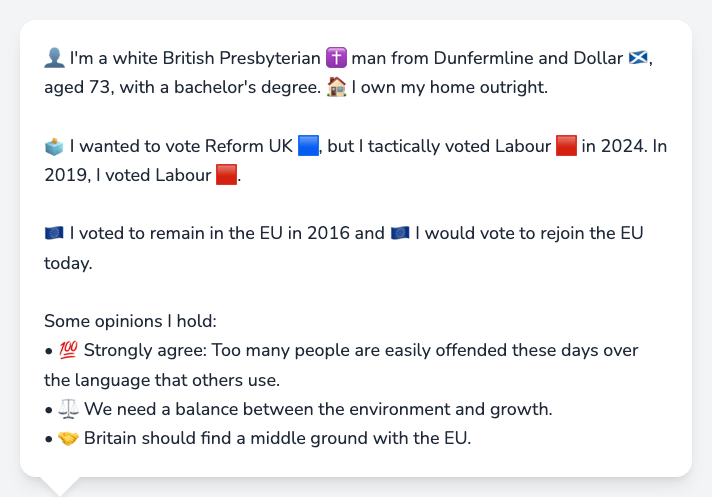 👤 I'm a white British Presbyterian ✝️ man from Dunfermline and Dollar 🏴󠁧󠁢󠁳󠁣󠁴󠁿,
aged 73, with a bachelor's degree. 🏠 I own my home outright.
🗳️ I wanted to vote Reform UK 🟦, but I tactically voted Labour 🟥 in 2024. In
2019, I voted Labour 🟥.
🇪🇺 I voted to remain in the EU in 2016 and 🇪🇺 I would vote to rejoin the EU
today.
Some opinions I hold:
• 💯 Strongly agree: Too many people are easily offended these days over
the language that others use.
• ⚖️ We need a balance between the environment and growth.
• 🤝 Britain should find a middle ground with the EU.